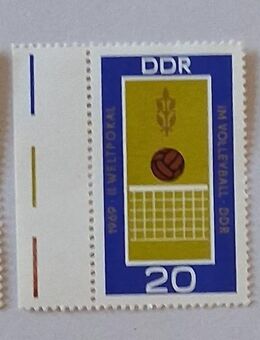 DDR
1969 · II. WELTPOKAL
IM VOLLEYBALL · DDR
20